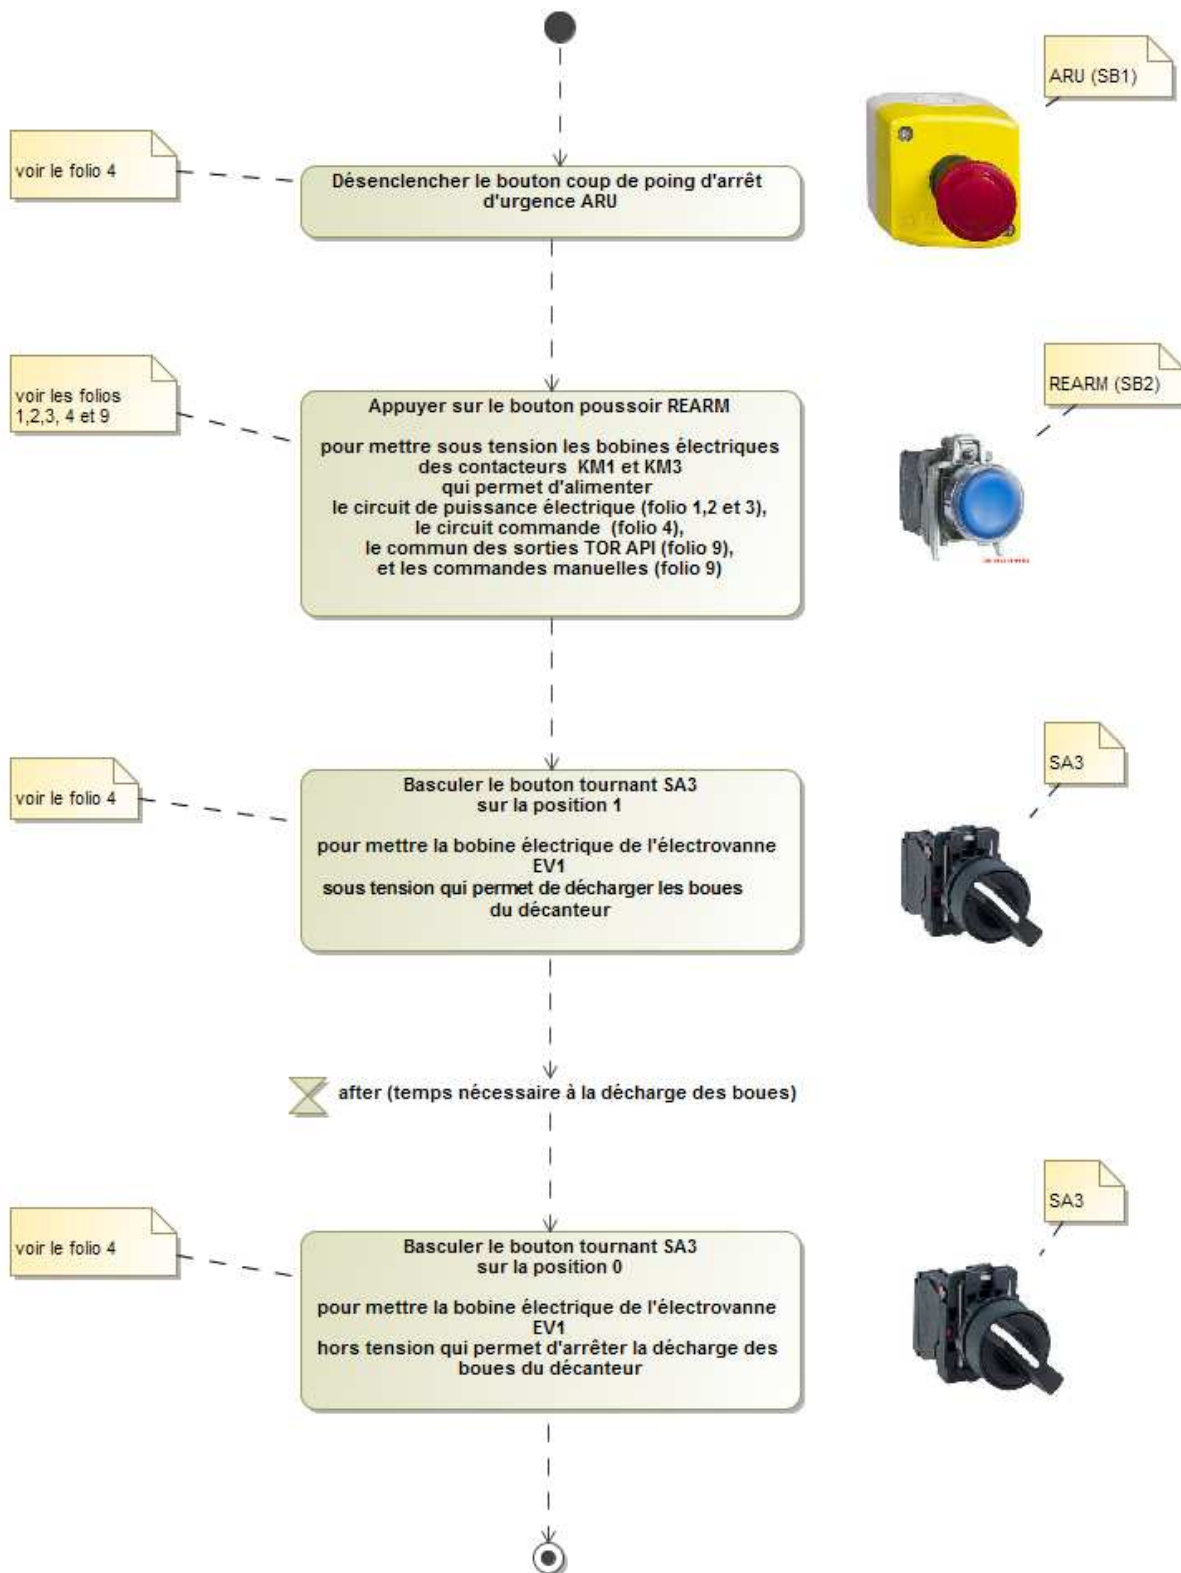 ARU (SB1)
voir le folio 4
Désenclencher le bouton coup de poing d'arrêt
d'urgence ARU
voir les folios
1,2,3, 4 et 9
REARM (SB2)
Appuyer sur le bouton poussoir REARM
pour mettre sous tension les bobines électriques
des contacteurs KM1 et KM3
qui permet d'alimenter
le circuit de puissance électrique (folio 1,2 et 3),
le circuit commande (folio 4),
le commun des sorties TOR API (folio 9),
et les commandes manuelles (folio 9)
voir le folio 4
SA3
Basculer le bouton tournant SA3
sur la position 1
pour mettre la bobine électrique de l'électrovanne
EV1
sous tension qui permet de décharger les boues
du décanteur
after (temps nécessaire à la décharge des boues)
voir le folio 4
SA3
Basculer le bouton tournant SA3
sur la position 0
pour mettre la bobine électrique de l'électrovanne
EV1
hors tension qui permet d'arrêter la décharge des
boues du décanteur